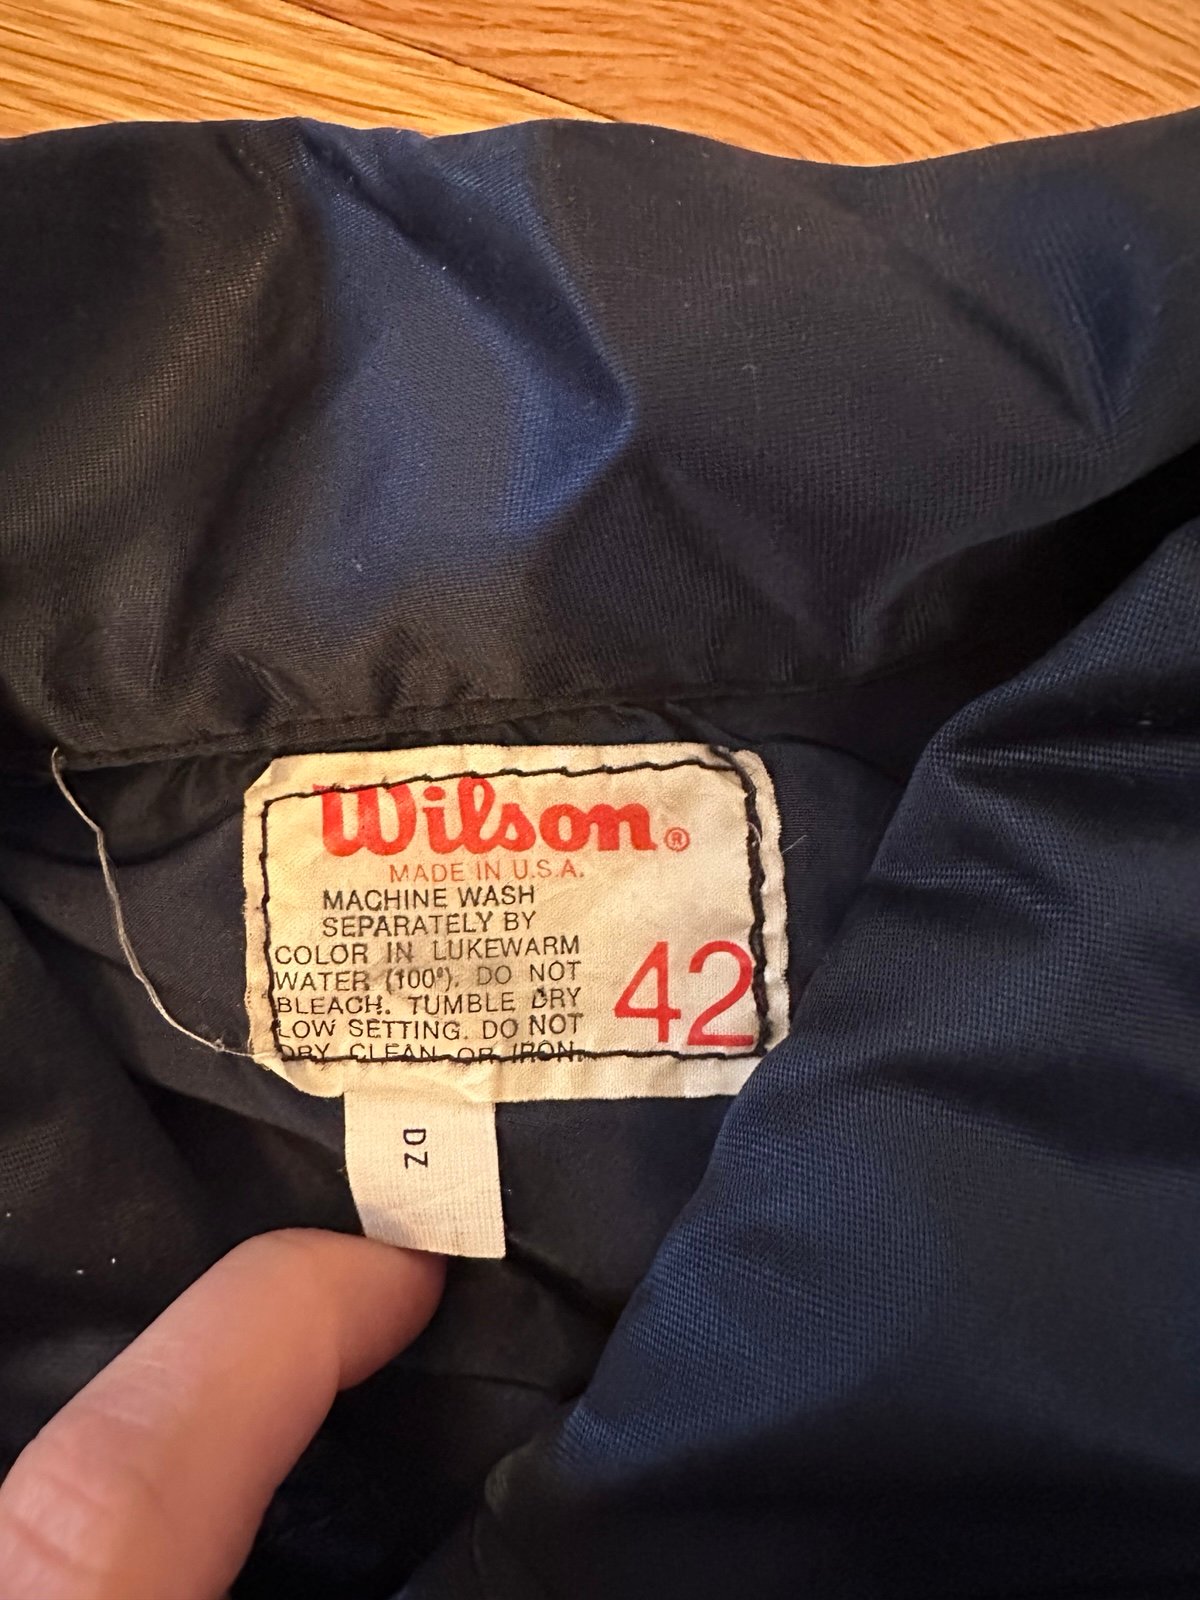 Wilson®
MADE IN U.S.A.
MACHINE WASH
SEPARATELY BY
COLOR IN LUKEWARM
WATER (100°). DO NOT
BLEACH. TUMBLE DRY
LOW SETTING. DO NOT
DRY CLEAN OR IRON.
42
DZ